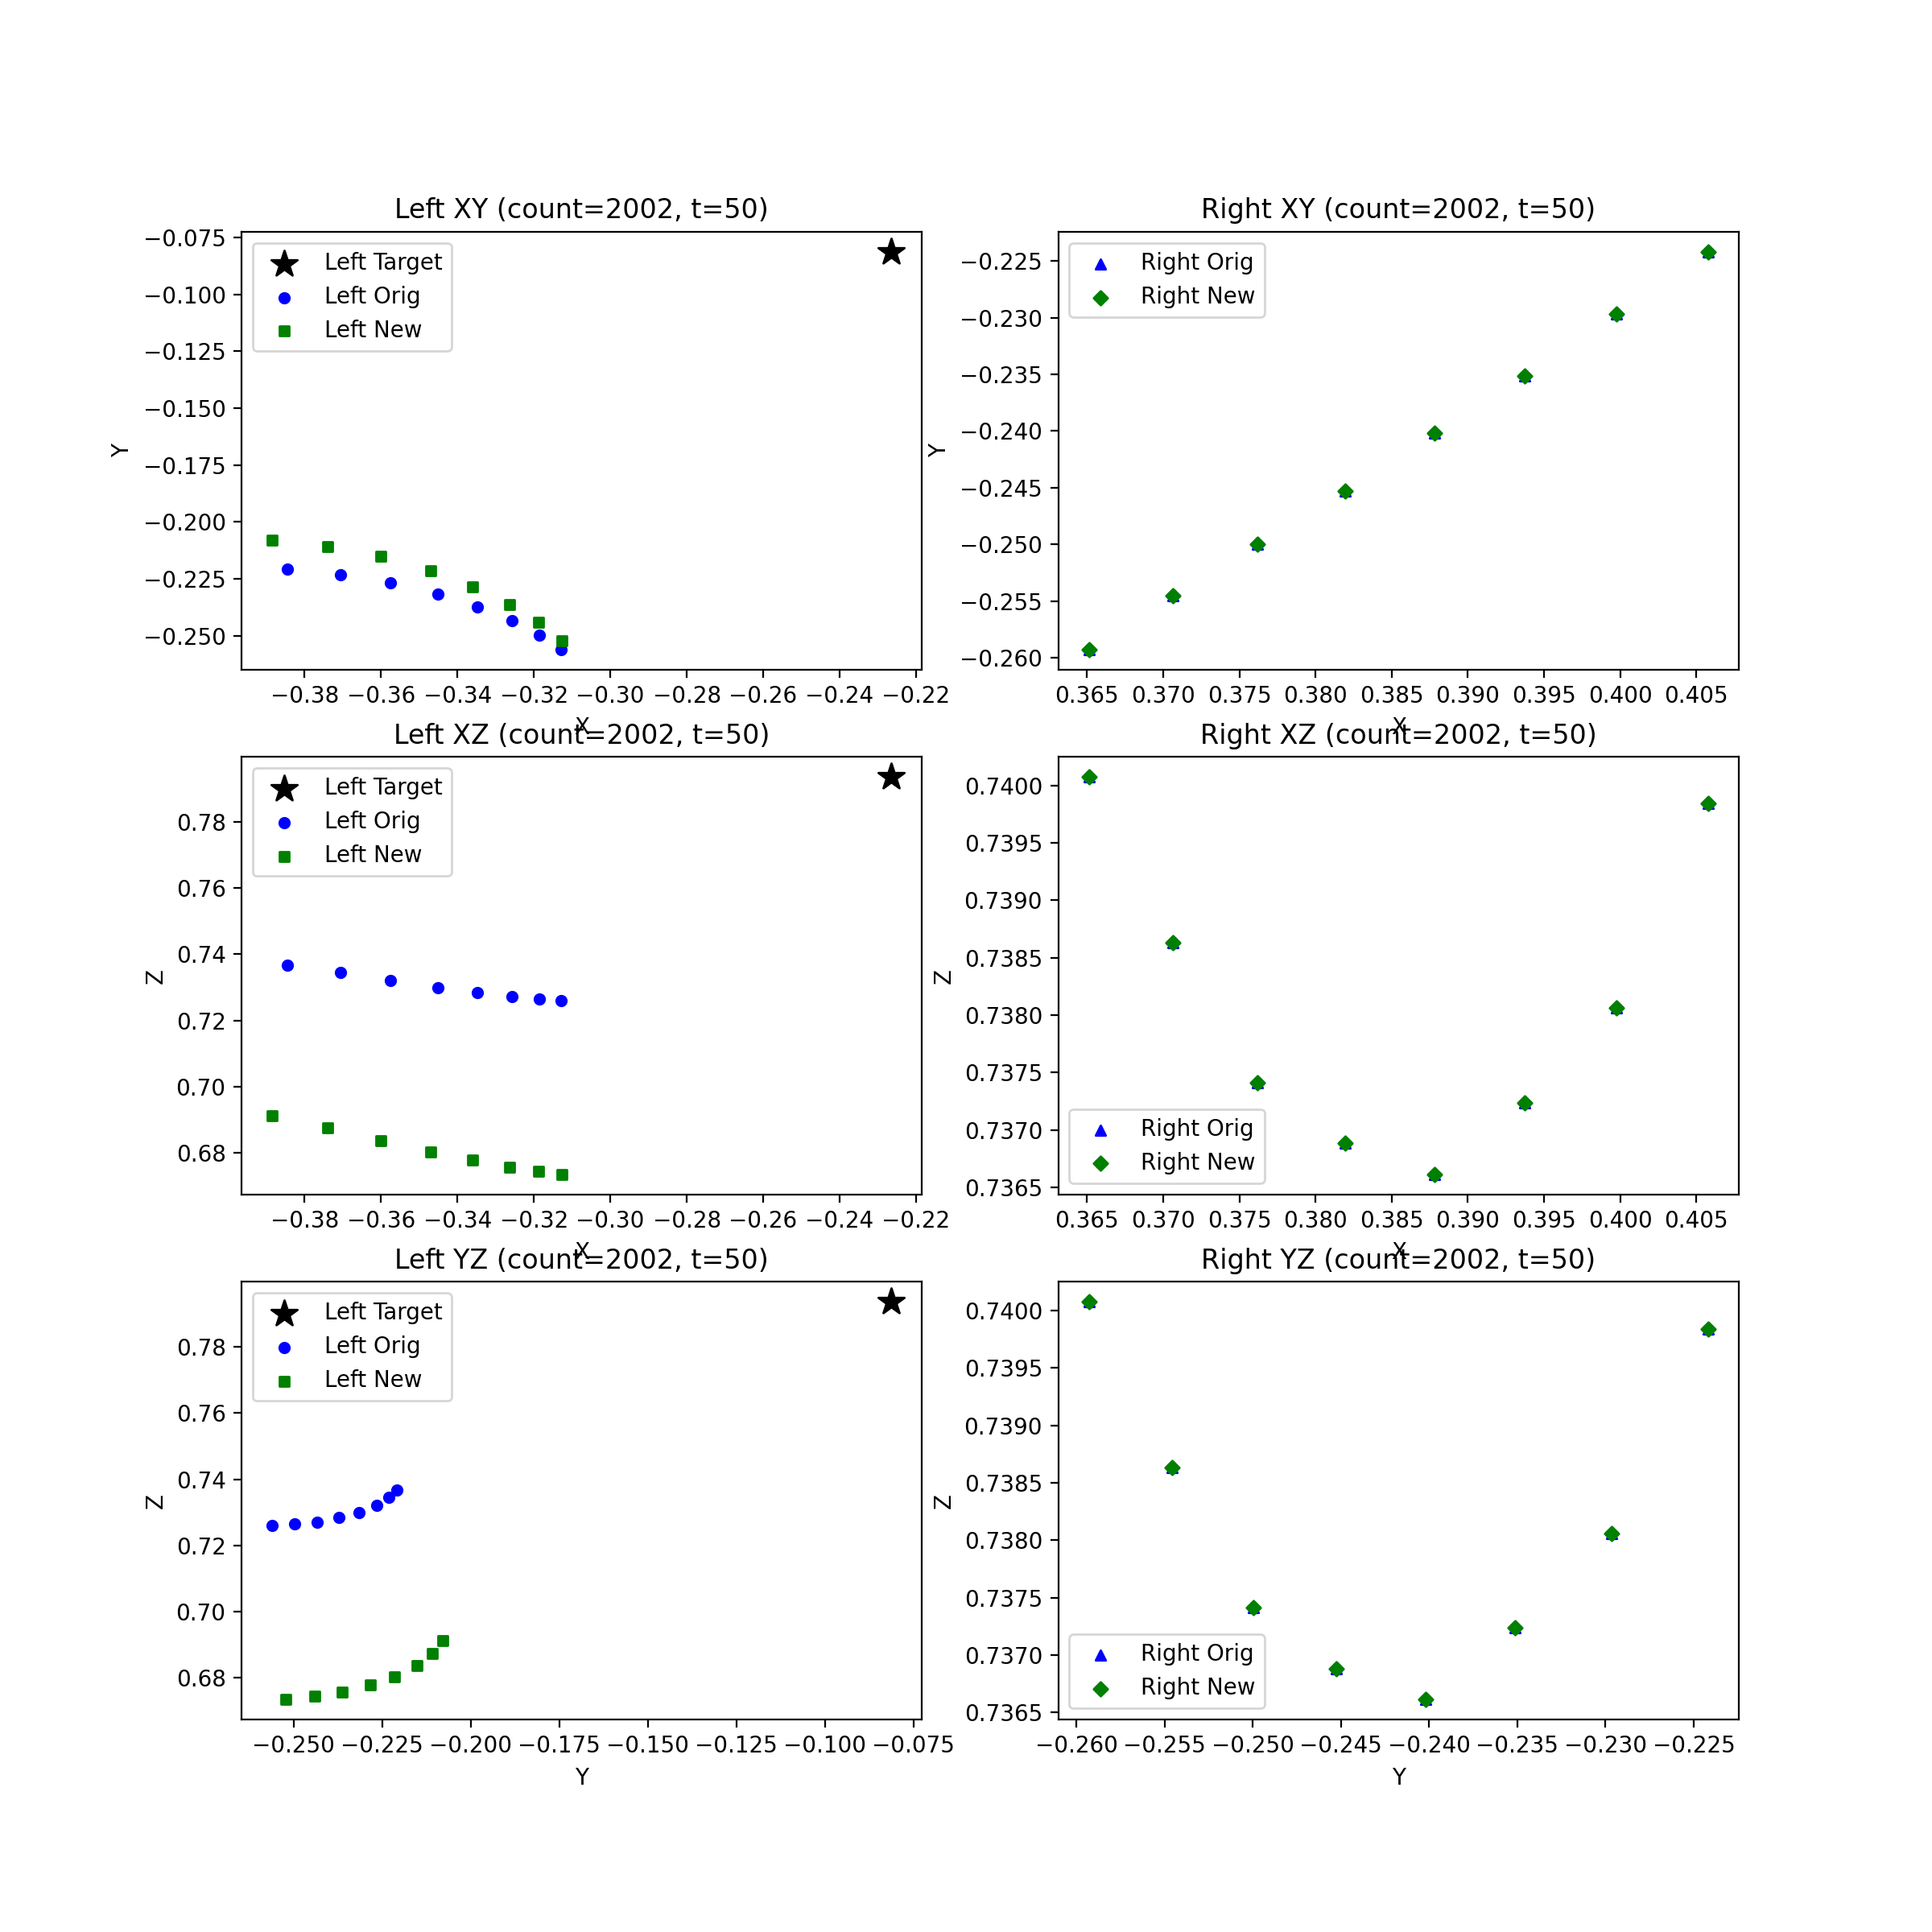 Left XY (count=2002, t=50)
Left Target
Left Orig
Left New
−0.075
−0.100
−0.125
−0.150
−0.175
−0.200
−0.225
−0.250
Y
−0.38 −0.36 −0.34 −0.32 −0.30 −0.28 −0.26 −0.24 −0.22
X
Right XY (count=2002, t=50)
Right Orig
Right New
−0.225
−0.230
−0.235
−0.240
−0.245
−0.250
−0.255
−0.260
Y
0.365 0.370 0.375 0.380 0.385 0.390 0.395 0.400 0.405
X
Left XZ (count=2002, t=50)
Left Target
Left Orig
Left New
0.78
0.76
0.74
0.72
0.70
0.68
Z
−0.38 −0.36 −0.34 −0.32 −0.30 −0.28 −0.26 −0.24 −0.22
X
Right XZ (count=2002, t=50)
0.7400
0.7395
0.7390
0.7385
0.7380
0.7375
0.7370
0.7365
Z
Right Orig
Right New
0.365 0.370 0.375 0.380 0.385 0.390 0.395 0.400 0.405
X
Left YZ (count=2002, t=50)
Left Target
Left Orig
Left New
0.78
0.76
0.74
0.72
0.70
0.68
Z
−0.250 −0.225 −0.200 −0.175 −0.150 −0.125 −0.100 −0.075
Y
Right YZ (count=2002, t=50)
0.7400
0.7395
0.7390
0.7385
0.7380
0.7375
0.7370
0.7365
Z
Right Orig
Right New
−0.260 −0.255 −0.250 −0.245 −0.240 −0.235 −0.230 −0.225
Y